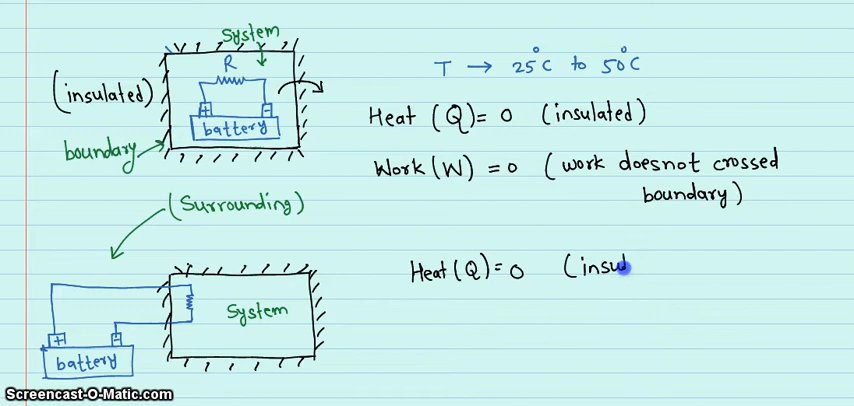 System
R
+ -
battery
(insulated)
boundary
T → 25°C to 50°C
Heat (Q) = 0 (insulated)
Work (W) = 0 (work doesnot crossed
boundary)
(Surrounding)
System
+ -
battery
Heat (Q) = 0 (insul
Screencast-O-Matic.com